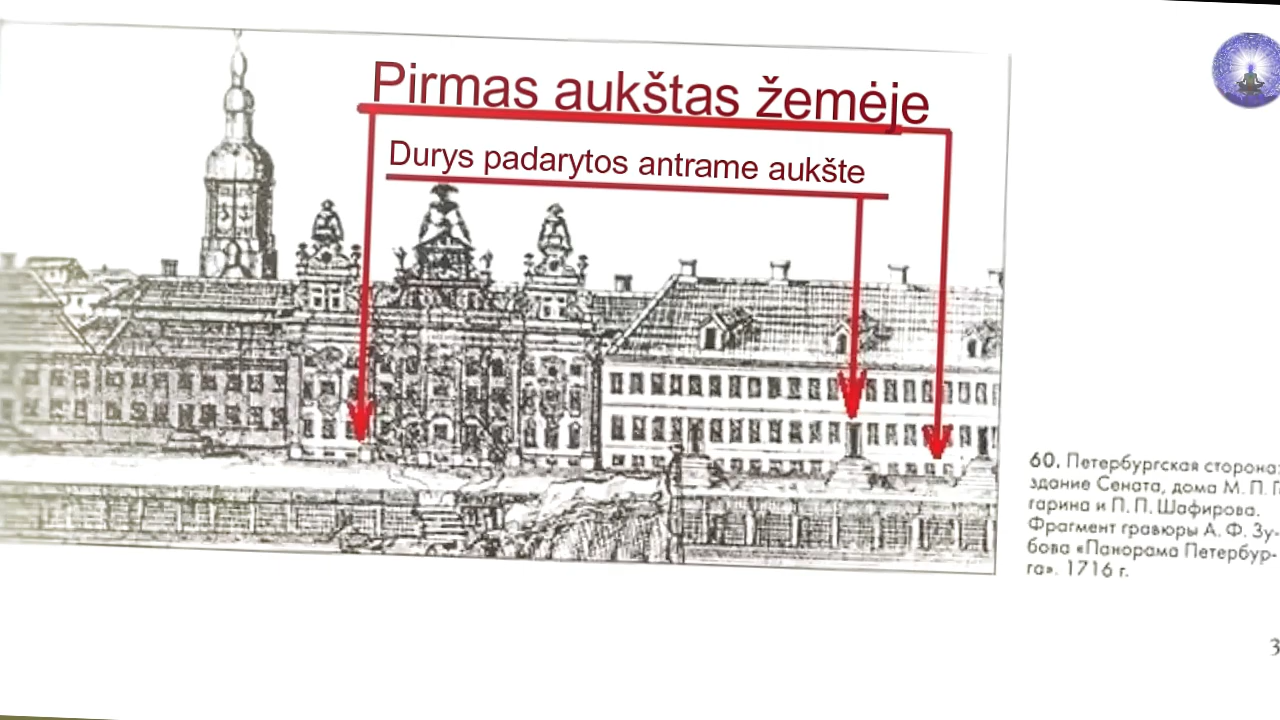 Pirmas aukštas žemėje
Durys padarytos antrame aukšte
60. Петербургская сторона:
здание Сената, дома М. П. Г
гарина и П. П. Шафирова.
Фрагмент гравюры А. Ф. Зу-
бова «Панорама Петербур-
га». 1716 г.
3